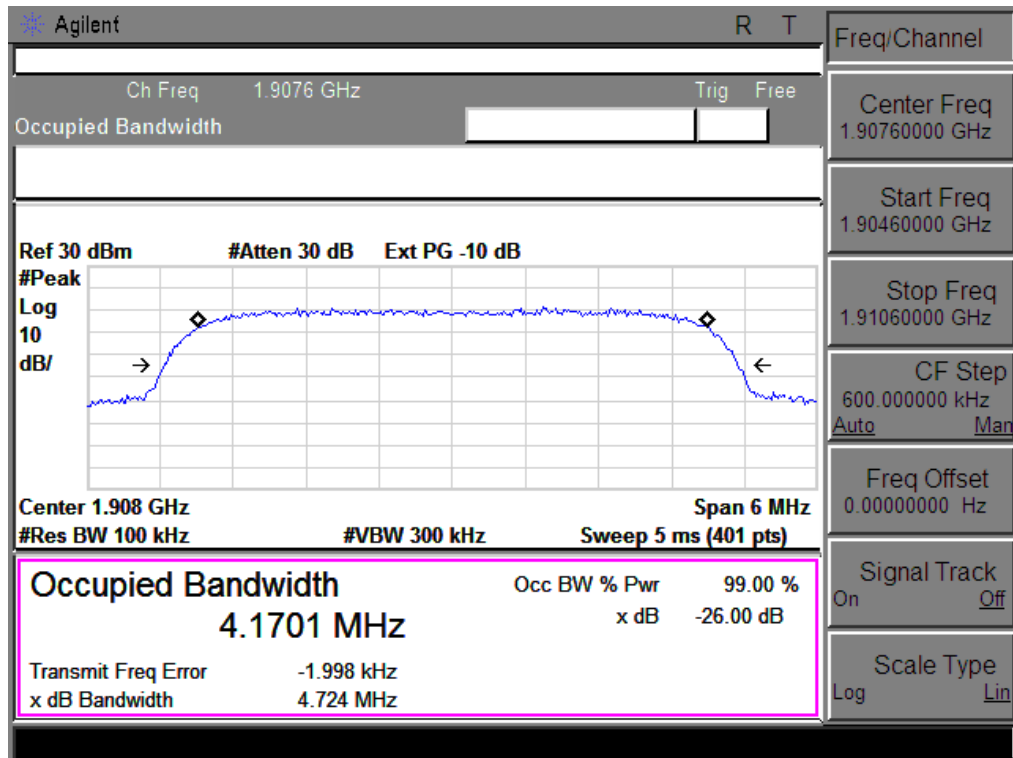 Agilent R T
Ch Freq 1.9076 GHz Trig Free
Occupied Bandwidth
Ref 30 dBm #Atten 30 dB Ext PG -10 dB
#Peak
Log
10
dB/
Center 1.908 GHz Span 6 MHz
#Res BW 100 kHz #VBW 300 kHz Sweep 5 ms (401 pts)
Occupied Bandwidth
4.1701 MHz
Occ BW % Pwr 99.00 %
x dB -26.00 dB
Transmit Freq Error -1.998 kHz
x dB Bandwidth 4.724 MHz
Freq/Channel
Center Freq
1.90760000 GHz
Start Freq
1.90460000 GHz
Stop Freq
1.91060000 GHz
CF Step
600.000000 kHz
Auto Man
Freq Offset
0.00000000 Hz
Signal Track
On Off
Scale Type
Log Lin